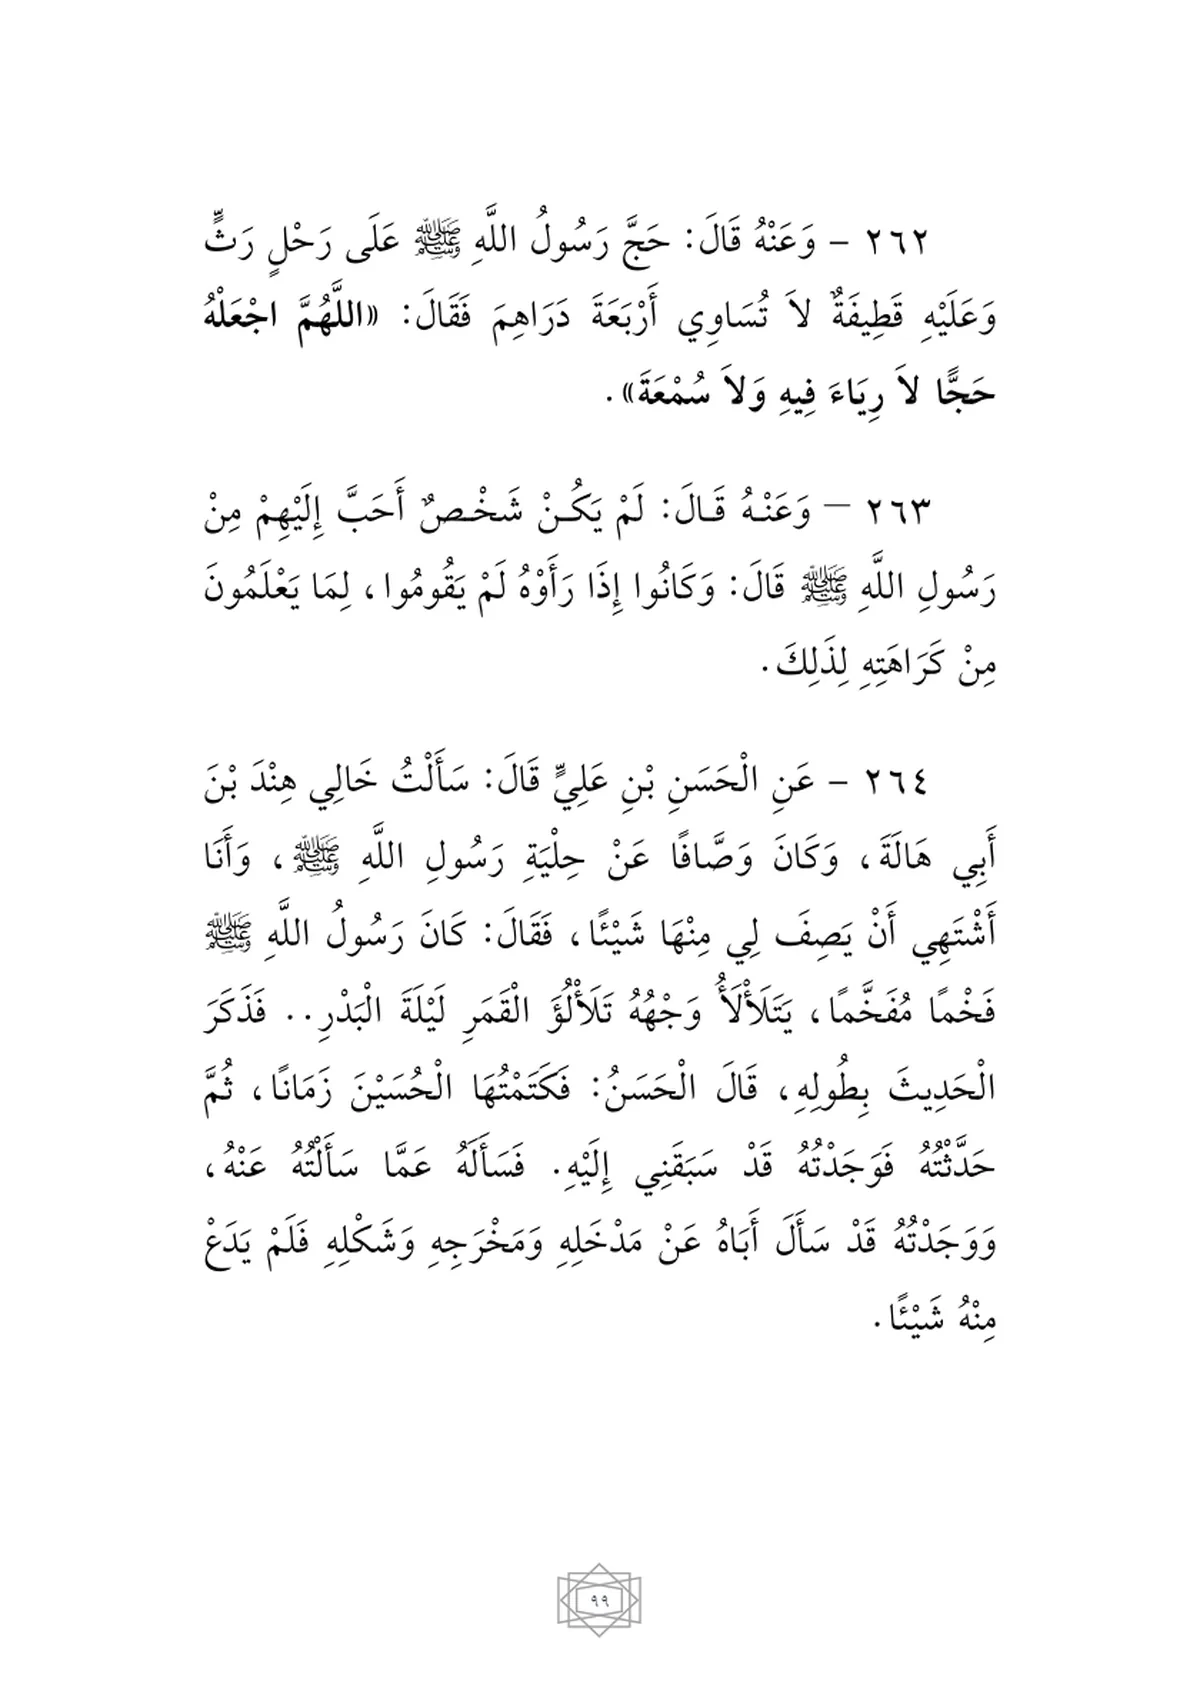 ٢٦٢ - وَعَنْهُ قَالَ: حَجَّ رَسُولُ اللَّهِ ﷺ عَلَى رَحْلٍ رَثٍّ
وَعَلَيْهِ قَطِيفَةٌ لاَ تُسَاوِي أَرْبَعَةَ دَرَاهِمَ فَقَالَ: «اللَّهُمَّ اجْعَلْهُ
حَجًّا لاَ رِيَاءَ فِيهِ وَلاَ سُمْعَةَ».
٢٦٣ - وَعَنْهُ قَالَ: لَمْ يَكُنْ شَخْصٌ أَحَبَّ إِلَيْهِمْ مِنْ
رَسُولِ اللَّهِ ﷺ قَالَ: وَكَانُوا إِذَا رَأَوْهُ لَمْ يَقُومُوا، لِمَا يَعْلَمُونَ
مِنْ كَرَاهَتِهِ لِذَلِكَ.
٢٦٤ - عَنِ الْحَسَنِ بْنِ عَلِيٍّ قَالَ: سَأَلْتُ خَالِي هِنْدَ بْنَ
أَبِي هَالَةَ، وَكَانَ وَصَّافًا عَنْ حِلْيَةِ رَسُولِ اللَّهِ ﷺ، وَأَنَا
أَشْتَهِي أَنْ يَصِفَ لِي مِنْهَا شَيْئًا، فَقَالَ: كَانَ رَسُولُ اللَّهِ ﷺ
فَخْمًا مُفَخَّمًا، يَتَلَأْلَأُ وَجْهُهُ تَلَأْلُؤَ الْقَمَرِ لَيْلَةَ الْبَدْرِ.. فَذَكَرَ
الْحَدِيثَ بِطُولِهِ، قَالَ الْحَسَنُ: فَكَتَمْتُهَا الْحُسَيْنَ زَمَانًا، ثُمَّ
حَدَّثْتُهُ فَوَجَدْتُهُ قَدْ سَبَقَنِي إِلَيْهِ. فَسَأَلَهُ عَمَّا سَأَلْتُهُ عَنْهُ،
وَوَجَدْتُهُ قَدْ سَأَلَ أَبَاهُ عَنْ مَدْخَلِهِ وَمَخْرَجِهِ وَشَكْلِهِ فَلَمْ يَدَعْ
مِنْهُ شَيْئًا.
٩٩